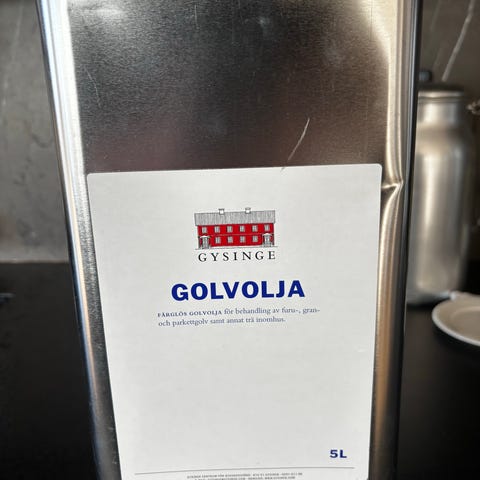 GYSINGE
GOLVOLJA
FÄRGLÖS GOLVOLJA för behandling av furu-, gran-
och parkettgolv samt annat trä inomhus.
5L